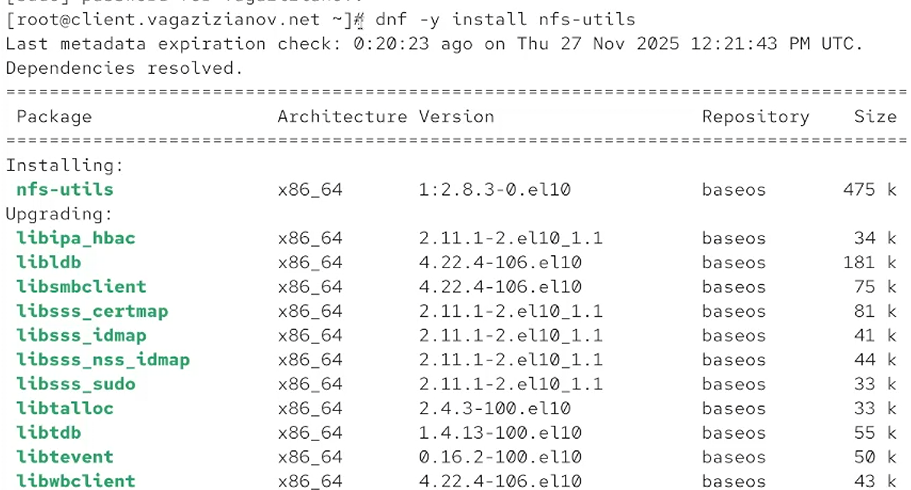 [root@client.vagazizianov.net ~]# dnf -y install nfs-utils
Last metadata expiration check: 0:20:23 ago on Thu 27 Nov 2025 12:21:43 PM UTC.
Dependencies resolved.
================================================================================
Package Architecture Version Repository Size
================================================================================
Installing:
nfs-utils x86_64 1:2.8.3-0.el10 baseos 475 k
Upgrading:
libipa_hbac x86_64 2.11.1-2.el10_1.1 baseos 34 k
libldb x86_64 4.22.4-106.el10 baseos 181 k
libsmbclient x86_64 4.22.4-106.el10 baseos 75 k
libsss_certmap x86_64 2.11.1-2.el10_1.1 baseos 81 k
libsss_idmap x86_64 2.11.1-2.el10_1.1 baseos 41 k
libsss_nss_idmap x86_64 2.11.1-2.el10_1.1 baseos 44 k
libsss_sudo x86_64 2.11.1-2.el10_1.1 baseos 33 k
libtalloc x86_64 2.4.3-100.el10 baseos 33 k
libtdb x86_64 1.4.13-100.el10 baseos 55 k
libtevent x86_64 0.16.2-100.el10 baseos 50 k
libwbclient x86_64 4.22.4-106.el10 baseos 43 k